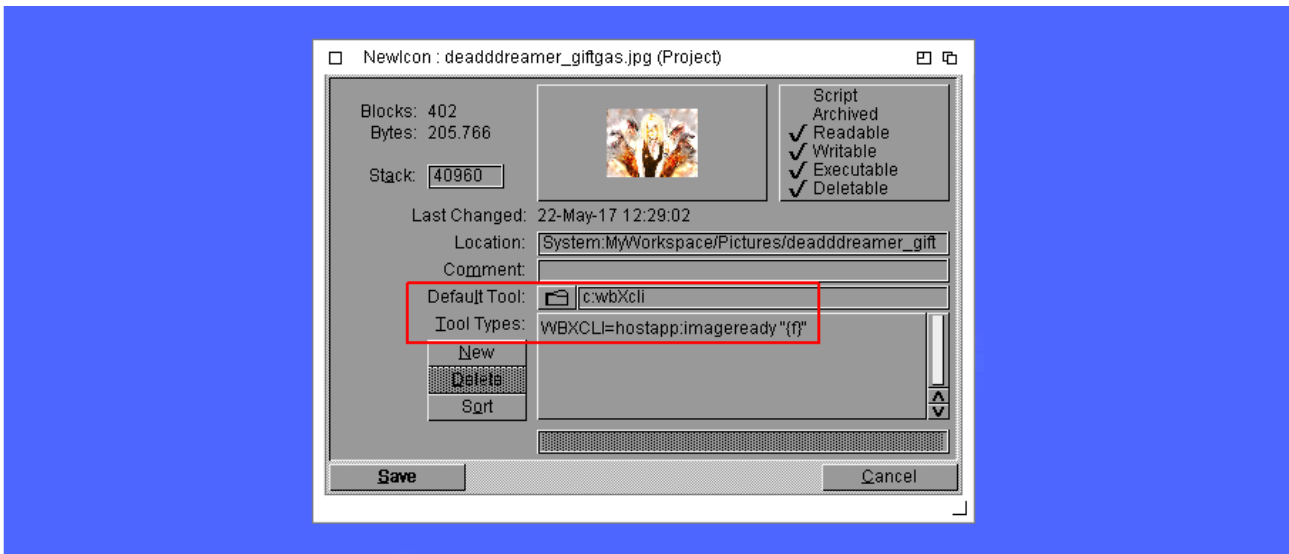 NewIcon : deadddreamer_giftgas.jpg (Project)
Blocks: 402
Bytes: 205.766
Stack: 40960
Script
Archived
Readable
Writable
Executable
Deletable
Last Changed: 22-May-17 12:29:02
Location: System:MyWorkspace/Pictures/deadddreamer_gift
Comment:
Default Tool: c:wbXcli
Tool Types: WBXCLI=hostapp:imageready "{f}"
New
Delete
Sort
Save
Cancel